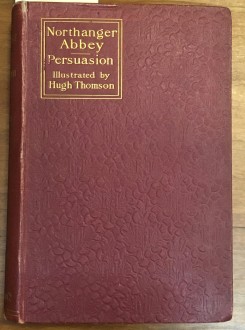 Northanger
Abbey
Persuasion
Illustrated by
Hugh Thomson